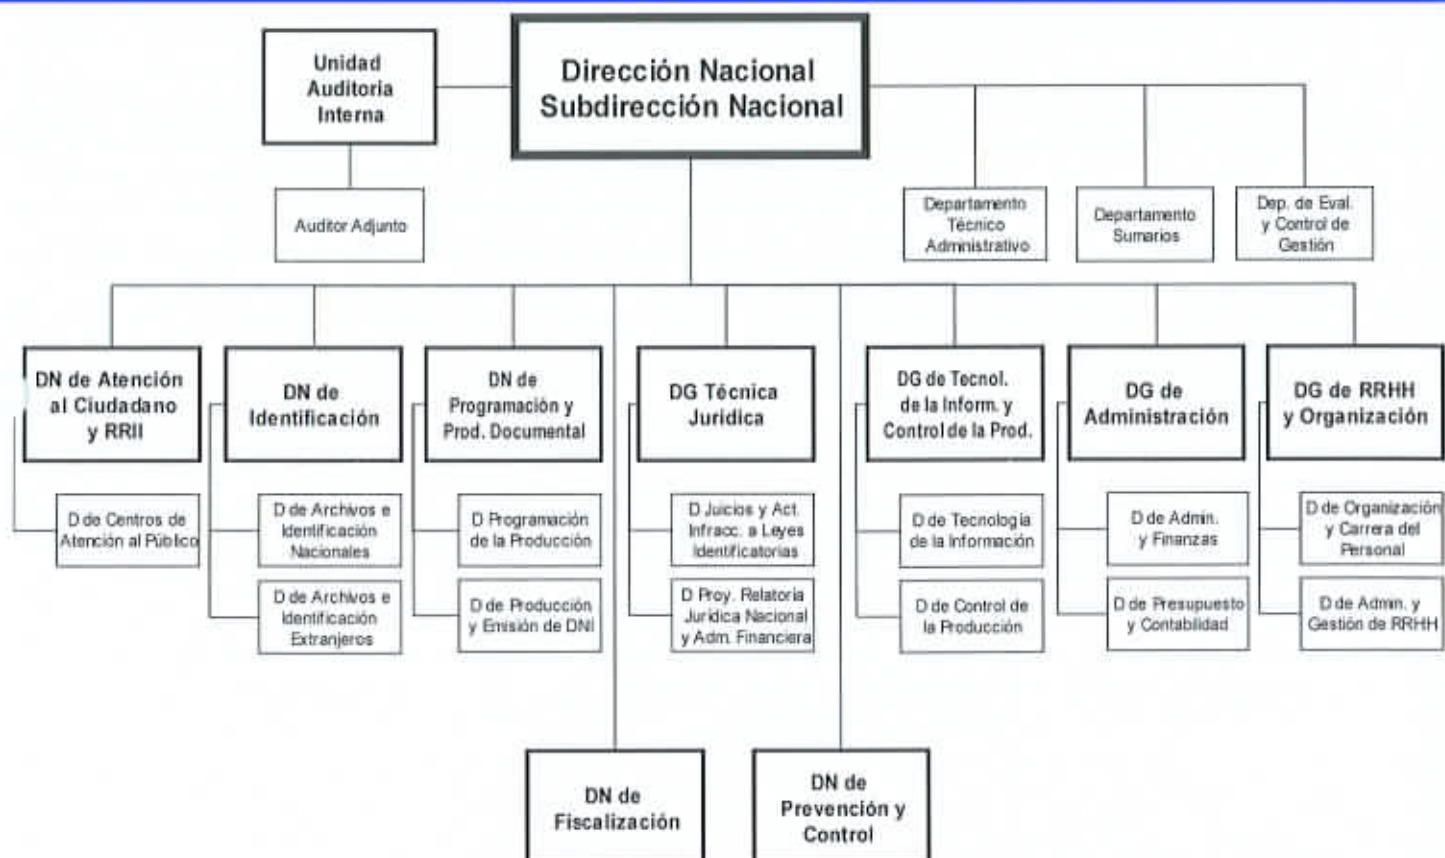 Unidad
Auditoria
Interna
Dirección Nacional
Subdirección Nacional
Auditor Adjunto
Departamento
Técnico
Administrativo
Departamento
Sumarios
Dep. de Eval.
y Control de
Gestión
DN de Atención
al Ciudadano
y RRII
DN de
Identificación
DN de
Programación y
Prod. Documental
DG Técnica
Jurídica
DG de Tecnol.
de la Inform. y
Control de la Prod.
DG de
Administración
DG de RRHH
y Organización
D de Centros de
Atención al Público
D de Archivos e
Identificación
Nacionales
D Programación
de la Producción
D Juicios y Act.
Infracc. a Leyes
Identificatorias
D de Tecnología
de la Información
D de Admin.
y Finanzas
D de Organización
y Carrera del
Personal
D de Archivos e
Identificación
Extranjeros
D de Producción
y Emisión de DNI
D Proy. Relatoria
Jurídica Nacional
y Adm. Financiera
D de Control de
la Producción
D de Presupuesto
y Contabilidad
D de Admin. y
Gestión de RRHH
DN de
Fiscalización
DN de
Prevención y
Control